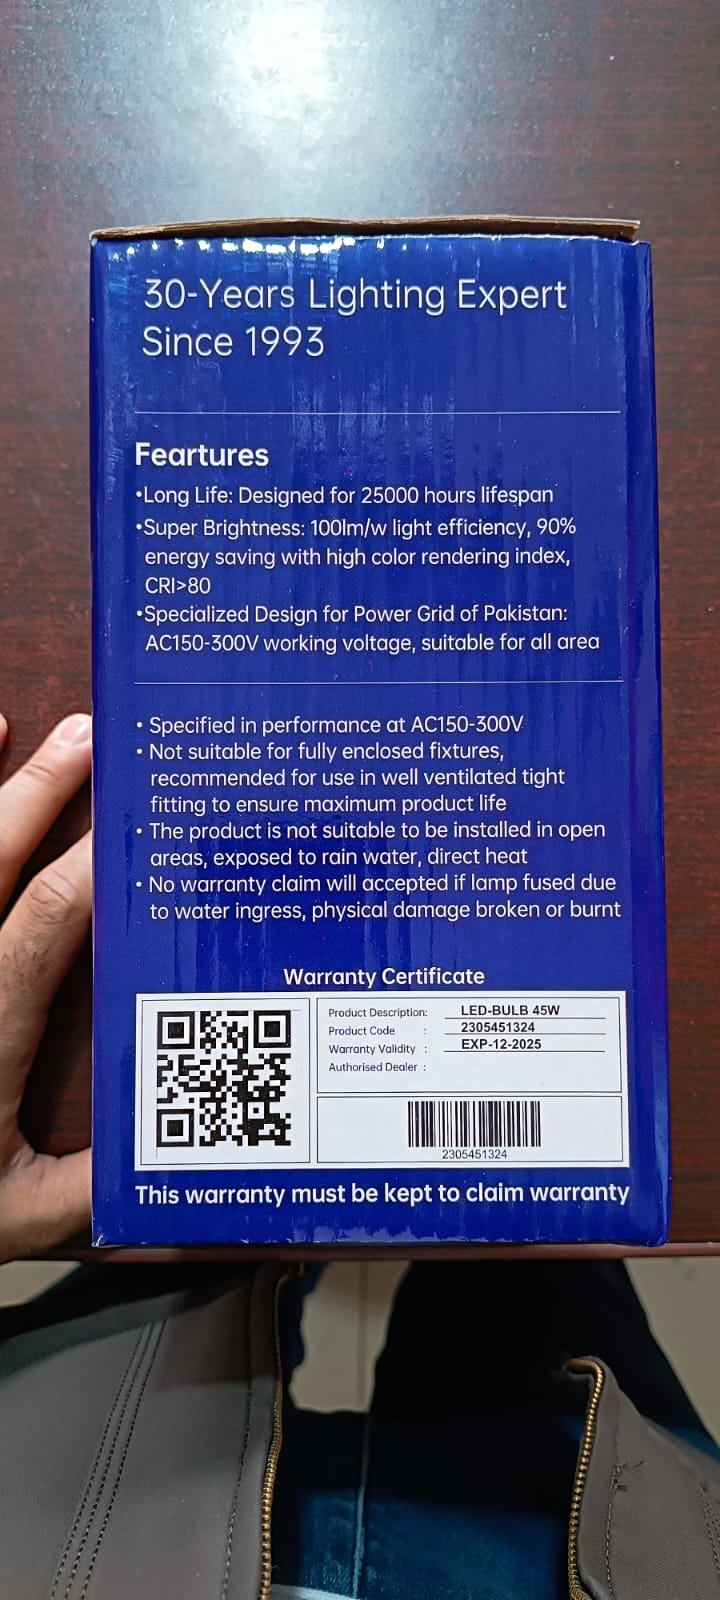 30-Years Lighting Expert
Since 1993
Feartures
•Long Life: Designed for 25000 hours lifespan
•Super Brightness: 100lm/w light efficiency, 90%
energy saving with high color rendering index,
CRI>80
•Specialized Design for Power Grid of Pakistan:
AC150-300V working voltage, suitable for all area
• Specified in performance at AC150-300V
• Not suitable for fully enclosed fixtures,
recommended for use in well ventilated tight
fitting to ensure maximum product life
• The product is not suitable to be installed in open
areas, exposed to rain water, direct heat
• No warranty claim will accepted if lamp fused due
to water ingress, physical damage broken or burnt
Warranty Certificate
Product Description: LED-BULB 45W
Product Code : 2305451324
Warranty Validity : EXP-12-2025
Authorised Dealer :
2305451324
This warranty must be kept to claim warranty